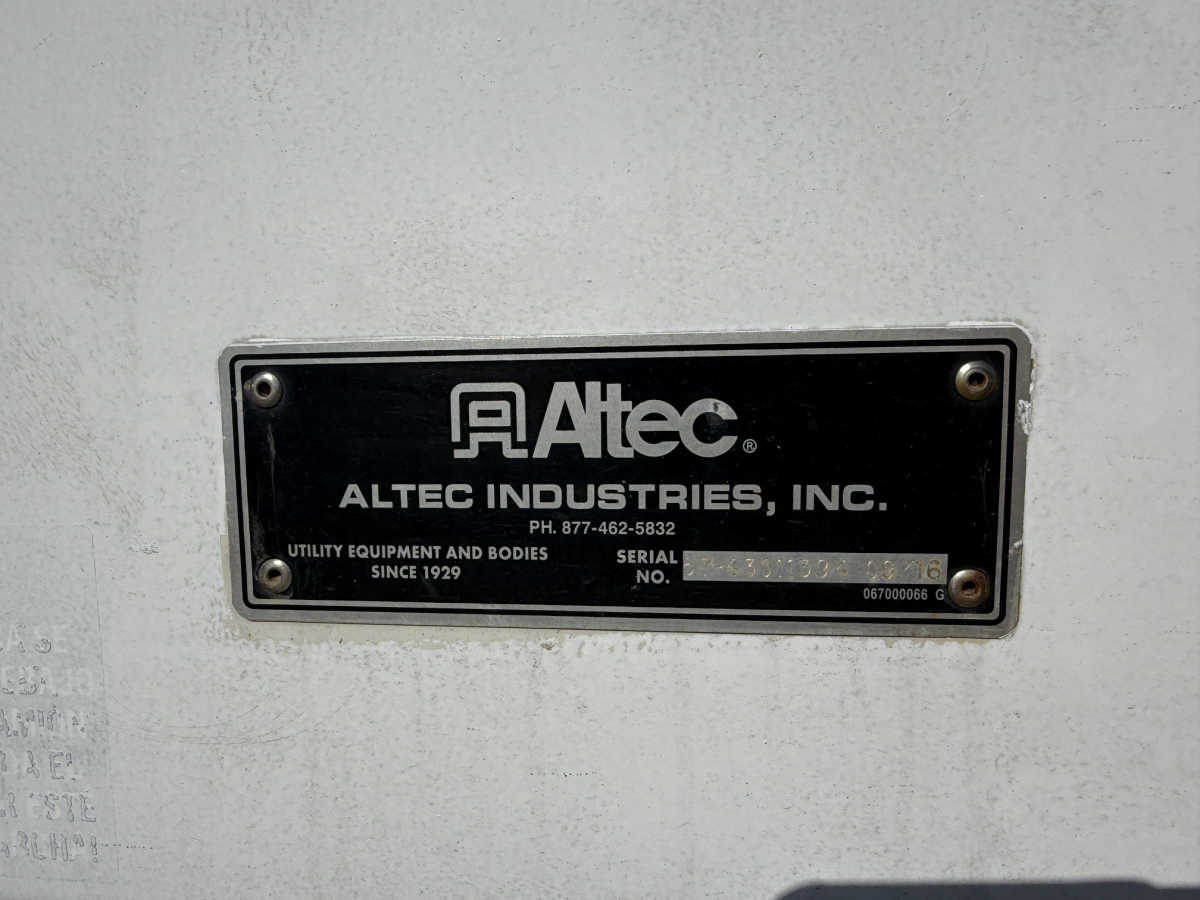 Altec®
ALTEC INDUSTRIES, INC.
PH. 877-462-5832
UTILITY EQUIPMENT AND BODIES
SINCE 1929
SERIAL
NO.
067000066 G